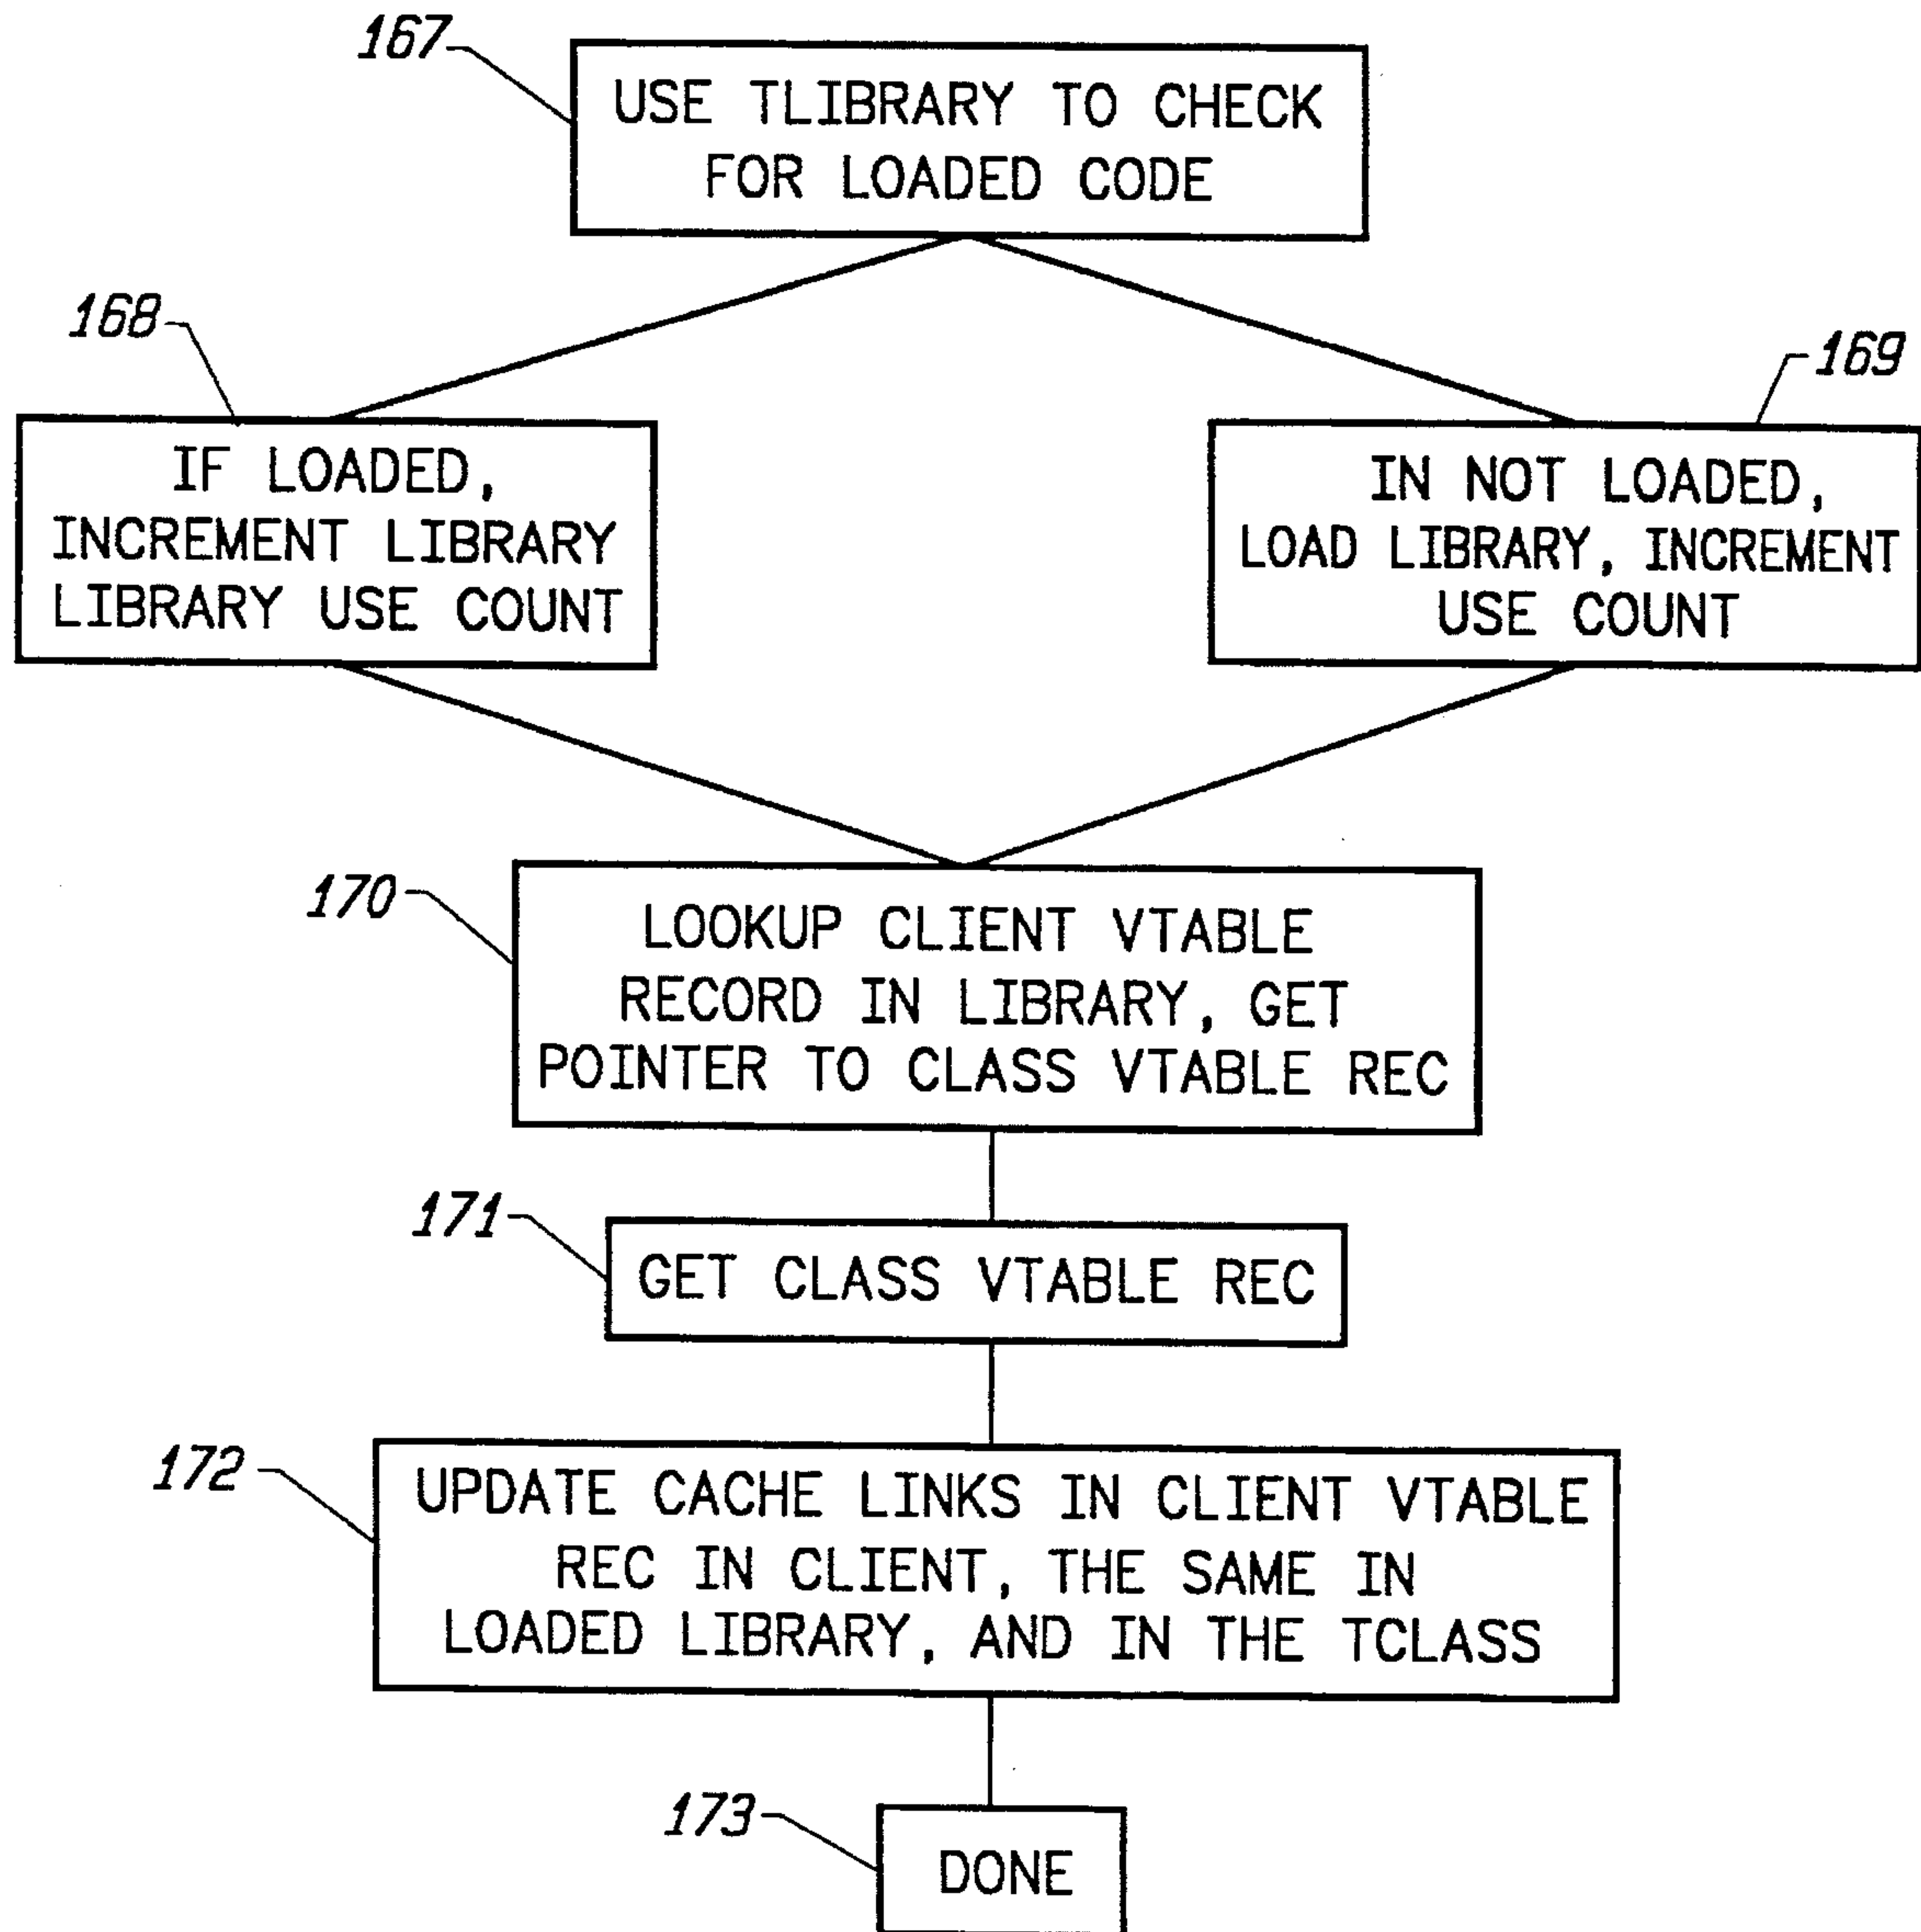 167
USE TLIBRARY TO CHECK
FOR LOADED CODE
168
IF LOADED,
INCREMENT LIBRARY
LIBRARY USE COUNT
169
IN NOT LOADED,
LOAD LIBRARY, INCREMENT
USE COUNT
170
LOOKUP CLIENT VTABLE
RECORD IN LIBRARY, GET
POINTER TO CLASS VTABLE REC
171
GET CLASS VTABLE REC
172
UPDATE CACHE LINKS IN CLIENT VTABLE
REC IN CLIENT, THE SAME IN
LOADED LIBRARY, AND IN THE TCLASS
173
DONE